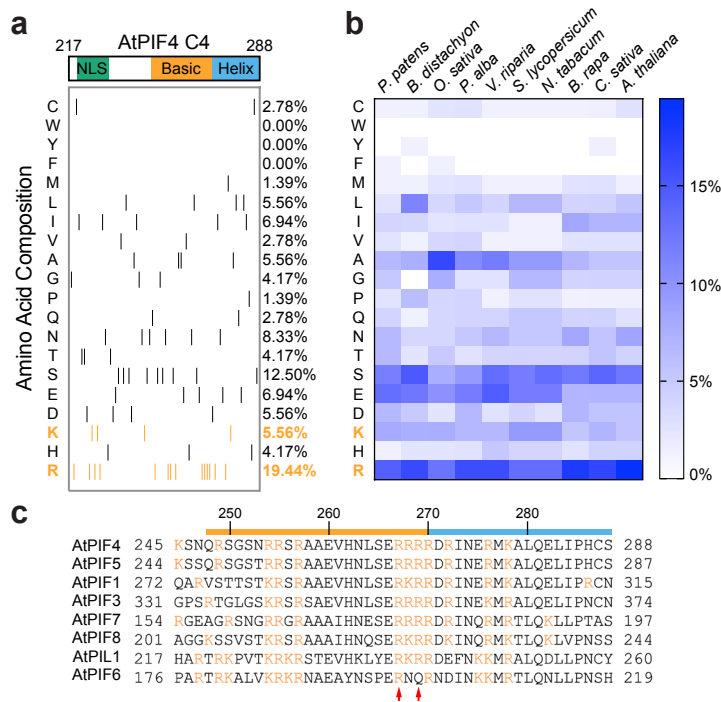 a
AtPIF4 C4
217
288
NLS
Basic
Helix
Amino Acid Composition
C 2.78%
W 0.00%
Y 0.00%
F 0.00%
M 1.39%
L 5.56%
I 6.94%
V 2.78%
A 5.56%
G 4.17%
P 1.39%
Q 2.78%
N 8.33%
T 4.17%
S 12.50%
E 6.94%
D 5.56%
K 5.56%
H 4.17%
R 19.44%
b
P. patens
B. distachyon
O. sativa
P. alba
V. riparia
S. lycopersicum
N. tabacum
B. rapa
C. sativa
A. thaliana
C
W
Y
F
M
L
I
V
A
G
P
Q
N
T
S
E
D
K
H
R
15%
10%
5%
0%
c
250 260 270 280
AtPIF4 245 KSNQRSGSNRRSRAAEVHNLSERRRRDRINERMKALQELIPHCS 288
AtPIF5 244 KSSQRSGSTRRSRAAEVHNLSERRRRDRINERMKALQELIPHCS 287
AtPIF1 272 QARVSTTSTKRSRAAEVHNLSERKRRDRINERMKALQELIPRCN 315
AtPIF3 331 GPSRTGLGSKRSRSAEVHNLSERRRRDRINEKMRALQELIPNCN 374
AtPIF7 154 RGEAGRSNGRRGRAAAIHNESERRRRDRINQRMRTLQKLLPTAS 197
AtPIF8 201 AGGKSSVSTKRSRAAAIHNQSERKRRDKINQRMKTLQKLVPNSS 244
AtPIL1 217 HARTRKPVTKRKRSTEVHKLYERKRRDEFNKKMRALQDLLPNCY 260
AtPIF6 176 PARTRKALVKRKRNAEAYNSPERNQRNDINKKMRTLQNLLPNSH 219